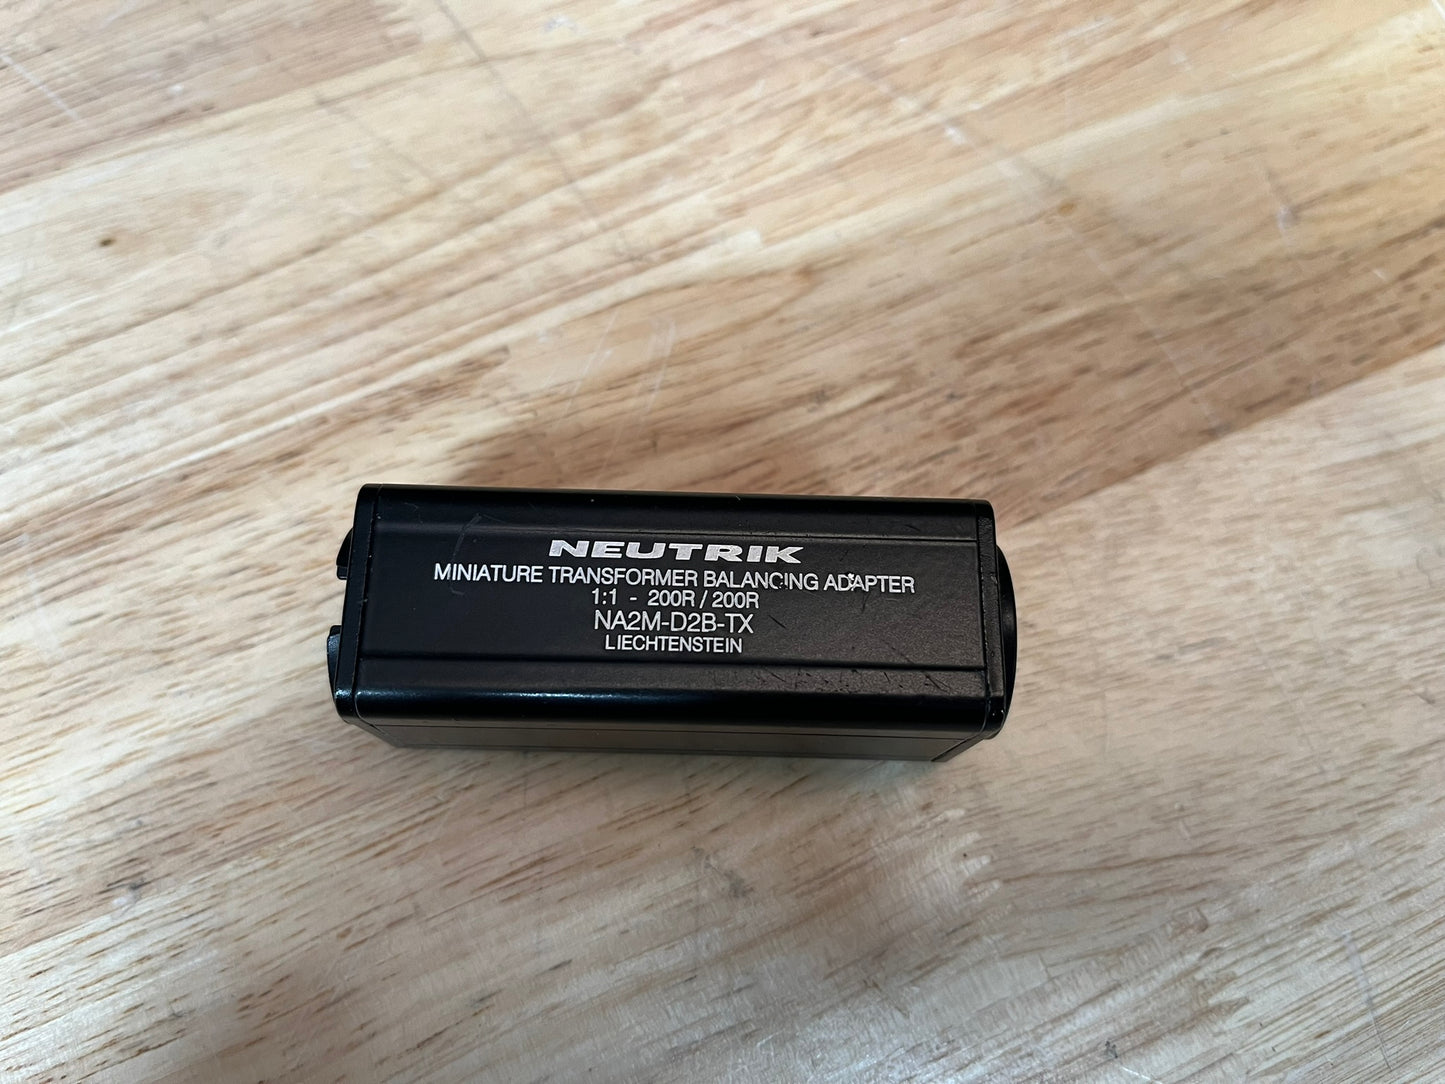 NEUTRIK
MINIATURE TRANSFORMER BALANCING ADAPTER
1:1 - 200R / 200R
NA2M-D2B-TX
LIECHTENSTEIN